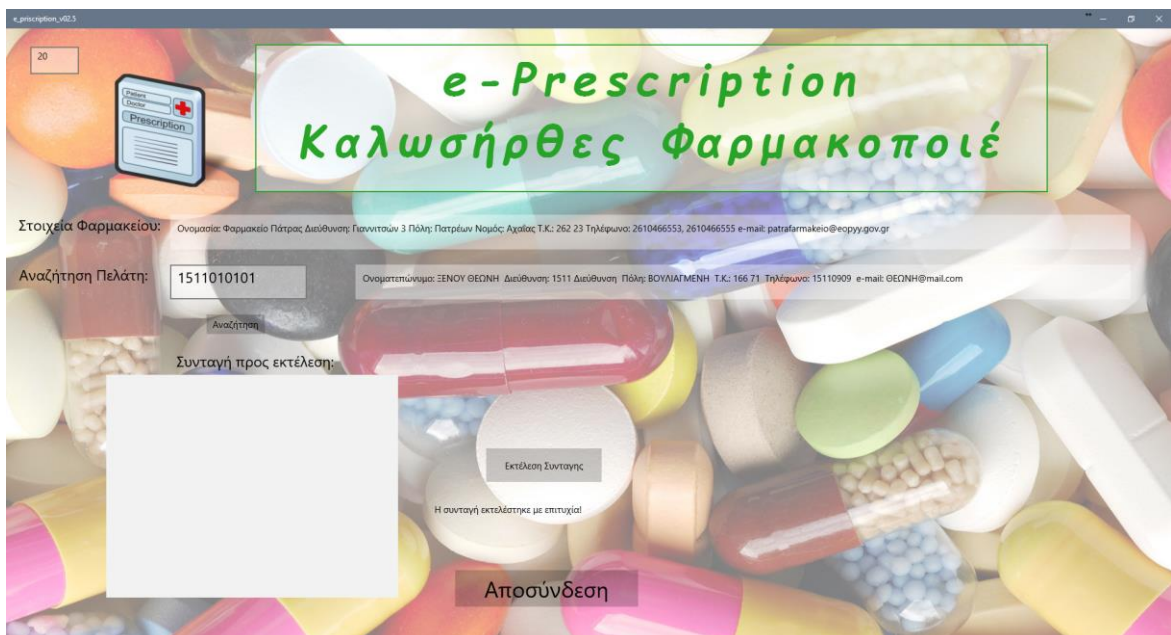 e_priscription_v02.5
20
Patient
Doctor
Prescription
e-Prescription
Καλωσήρθες Φαρμακοποιέ
Στοιχεία Φαρμακείου:
Ονομασία: Φαρμακείο Πάτρας Διεύθυνση: Γιαννιτσών 3 Πόλη: Πατρέων Νομός: Αχαΐας Τ.Κ.: 262 23 Τηλέφωνο: 2610466553, 2610466555 e-mail: patrafarmakeio@eopyy.gov.gr
Αναζήτηση Πελάτη:
1511010101
Ονοματεπώνυμο: ΞΕΝΟΥ ΘΕΩΝΗ Διεύθυνση: 1511 Διεύθυνση Πόλη: ΒΟΥΛΙΑΓΜΕΝΗ Τ.Κ.: 166 71 Τηλέφωνο: 15110909 e-mail: ΘΕΩΝΗ@mail.com
Αναζήτηση
Συνταγή προς εκτέλεση:
Εκτέλεση Συνταγης
Η συνταγή εκτελέστηκε με επιτυχία!
Αποσύνδεση